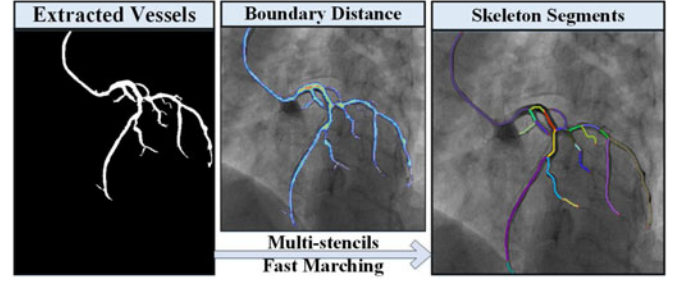 Extracted Vessels
Boundary Distance
Skeleton Segments
Multi-stencils
Fast Marching